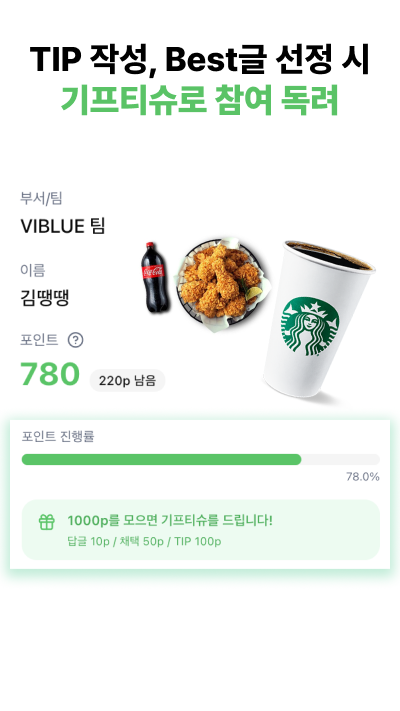 TIP 작성, Best글 선정 시
기프티슈로 참여 독려
부서/팀
VIBLUE 팀
이름
김땡땡
포인트 ?
780 220p 남음
Coca-Cola
포인트 진행률
78.0%
1000p를 모으면 기프티슈를 드립니다!
답글 10p / 채택 50p / TIP 100p